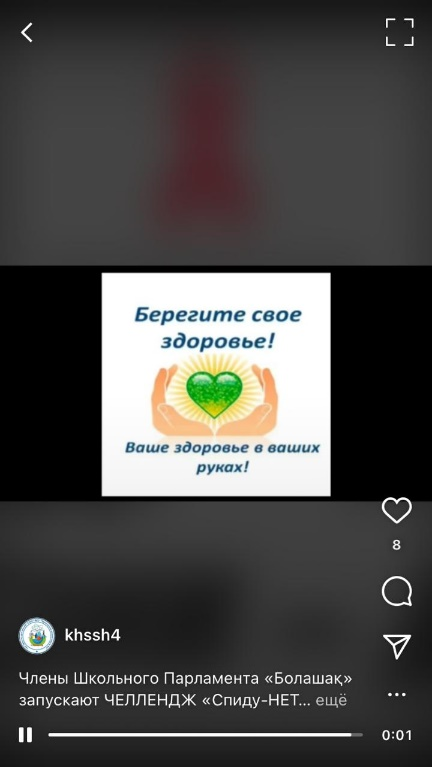 Берегите свое
здоровье!
Ваше здоровье в ваших
руках!
8
khssh4
Члены Школьного Парламента «Болашақ»
запускают ЧЕЛЛЕНДЖ «Спиду-НЕТ... ещё
0:01